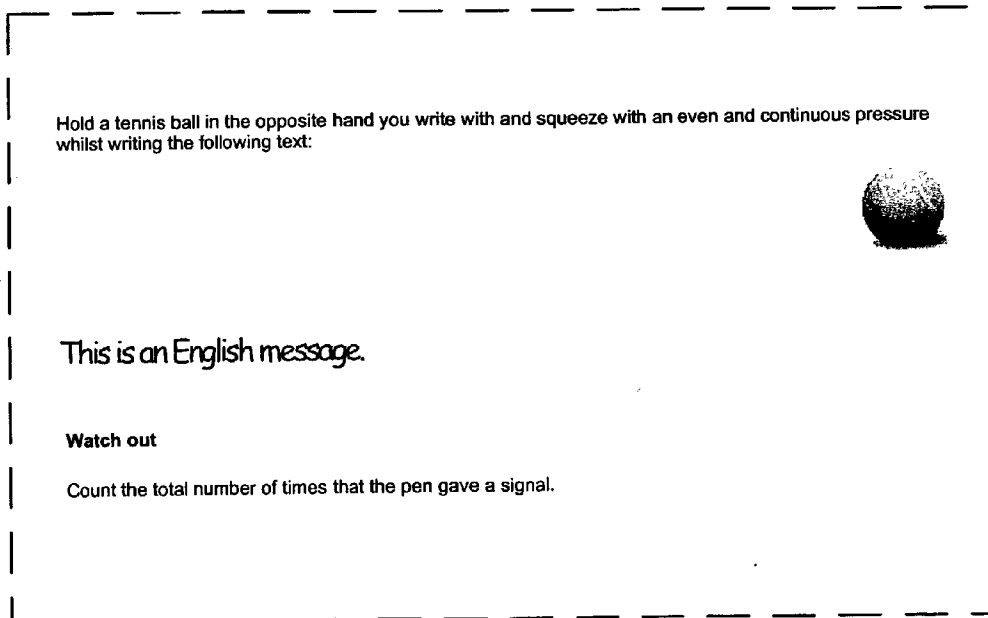 Hold a tennis ball in the opposite hand you write with and squeeze with an even and continuous pressure
whilst writing the following text:
This is an English message.
Watch out
Count the total number of times that the pen gave a signal.